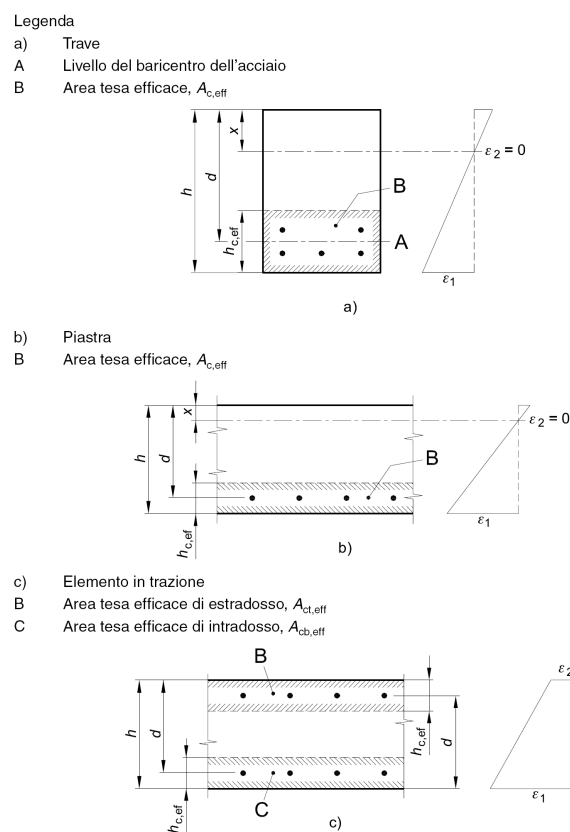 Legenda
a) Trave
A Livello del baricentro dell'acciaio
B Area tesa efficace, Ac,eff
x
ε2 = 0
h
d
B
hc,ef
A
ε1
a)
b) Piastra
B Area tesa efficace, Ac,eff
x
ε2 = 0
h
d
B
ε1
hc,ef
b)
c) Elemento in trazione
B Area tesa efficace di estradosso, Act,eff
C Area tesa efficace di intradosso, Acb,eff
B
ε2
h
d
hc,ef
d
ε1
hc,ef
C
c)